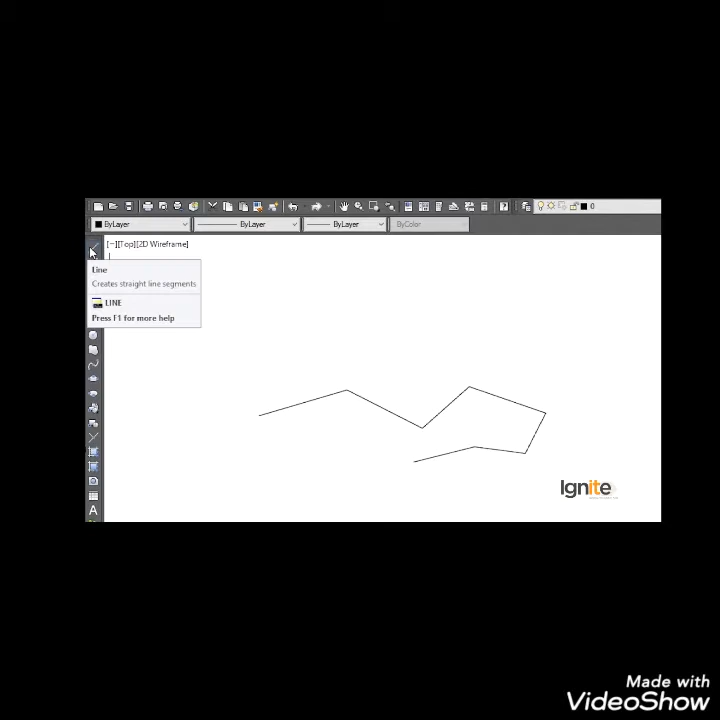 0
ByLayer ByLayer ByLayer ByColor
[−][Top][2D Wireframe]
Line
Creates straight line segments
LINE
Press F1 for more help
A
Ignite
Made with
VideoShow